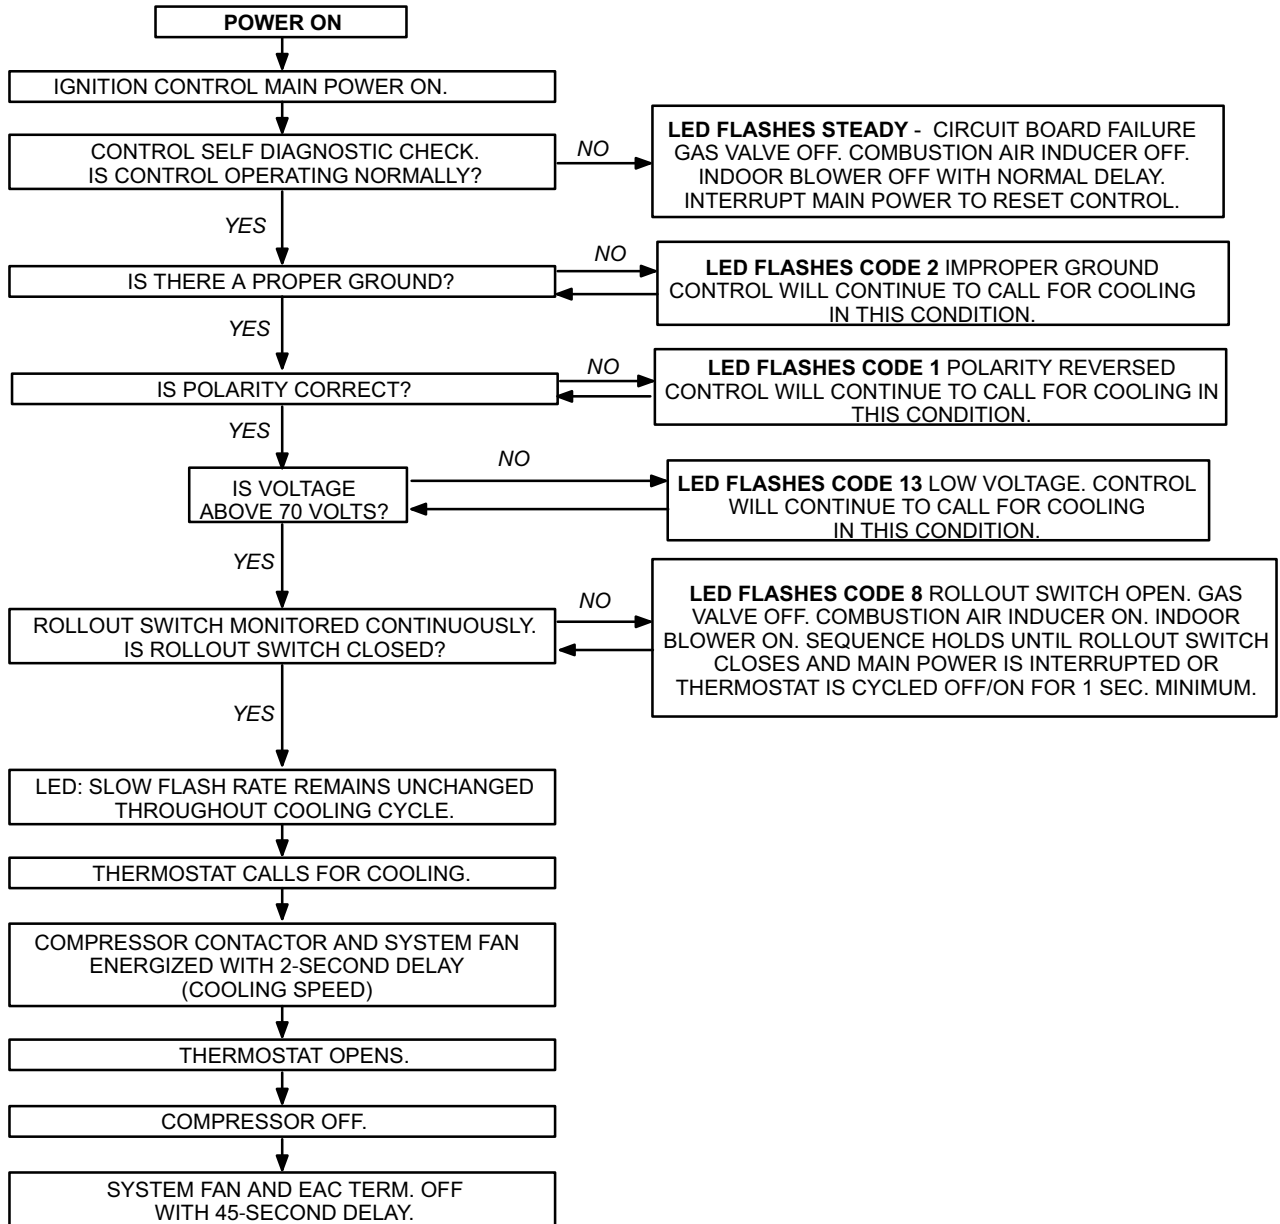 POWER ON
IGNITION CONTROL MAIN POWER ON.
CONTROL SELF DIAGNOSTIC CHECK.
IS CONTROL OPERATING NORMALLY?
NO
LED FLASHES STEADY - CIRCUIT BOARD FAILURE
GAS VALVE OFF. COMBUSTION AIR INDUCER OFF.
INDOOR BLOWER OFF WITH NORMAL DELAY.
INTERRUPT MAIN POWER TO RESET CONTROL.
YES
IS THERE A PROPER GROUND?
NO
LED FLASHES CODE 2 IMPROPER GROUND
CONTROL WILL CONTINUE TO CALL FOR COOLING
IN THIS CONDITION.
YES
IS POLARITY CORRECT?
NO
LED FLASHES CODE 1 POLARITY REVERSED
CONTROL WILL CONTINUE TO CALL FOR COOLING IN
THIS CONDITION.
YES
IS VOLTAGE
ABOVE 70 VOLTS?
NO
LED FLASHES CODE 13 LOW VOLTAGE. CONTROL
WILL CONTINUE TO CALL FOR COOLING
IN THIS CONDITION.
YES
ROLLOUT SWITCH MONITORED CONTINUOUSLY.
IS ROLLOUT SWITCH CLOSED?
NO
LED FLASHES CODE 8 ROLLOUT SWITCH OPEN. GAS
VALVE OFF. COMBUSTION AIR INDUCER ON. INDOOR
BLOWER ON. SEQUENCE HOLDS UNTIL ROLLOUT SWITCH
CLOSES AND MAIN POWER IS INTERRUPTED OR
THERMOSTAT IS CYCLED OFF/ON FOR 1 SEC. MINIMUM.
YES
LED: SLOW FLASH RATE REMAINS UNCHANGED
THROUGHOUT COOLING CYCLE.
THERMOSTAT CALLS FOR COOLING.
COMPRESSOR CONTACTOR AND SYSTEM FAN
ENERGIZED WITH 2-SECOND DELAY
(COOLING SPEED)
THERMOSTAT OPENS.
COMPRESSOR OFF.
SYSTEM FAN AND EAC TERM. OFF
WITH 45-SECOND DELAY.